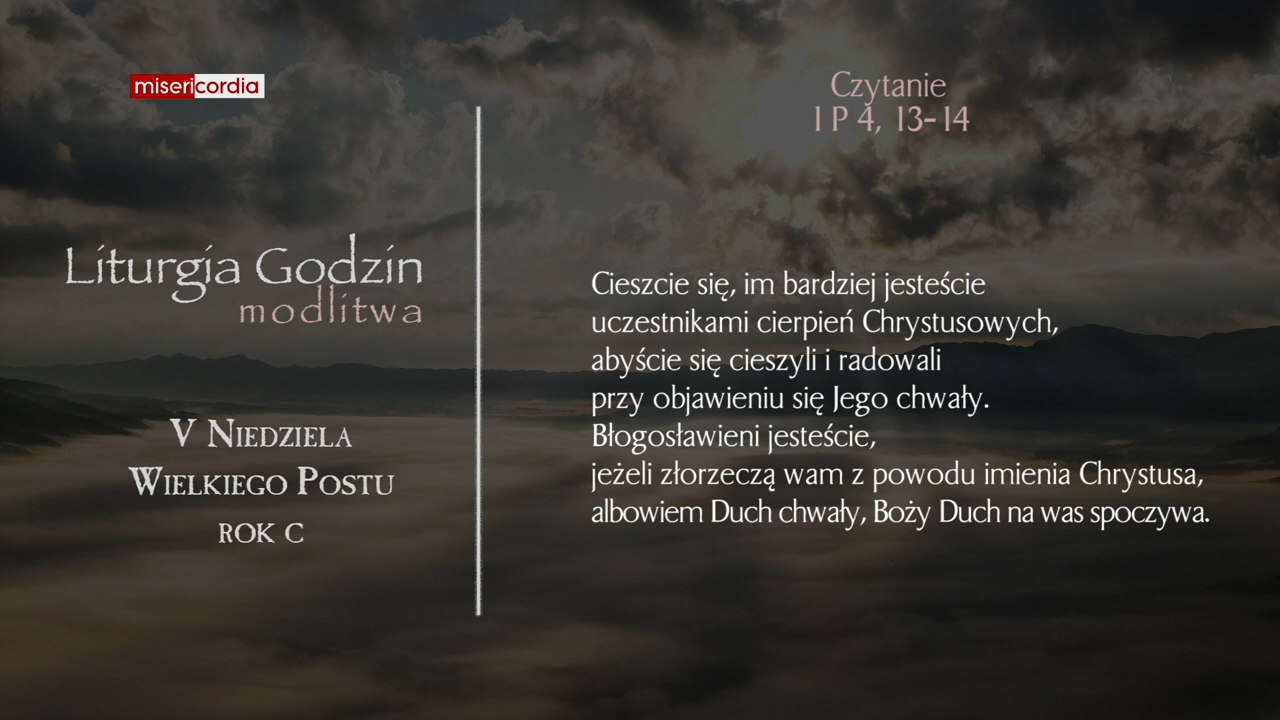 misericordia
Liturgia Godzin
modlitwa
V Niedziela
Wielkiego Postu
rok C
Czytanie
1 P 4, 13-14
Cieszcie się, im bardziej jesteście
uczestnikami cierpień Chrystusowych,
abyście się cieszyli i radowali
przy objawieniu się Jego chwały.
Błogosławieni jesteście,
jeżeli złorzeczą wam z powodu imienia Chrystusa,
albowiem Duch chwały, Boży Duch na was spoczywa.